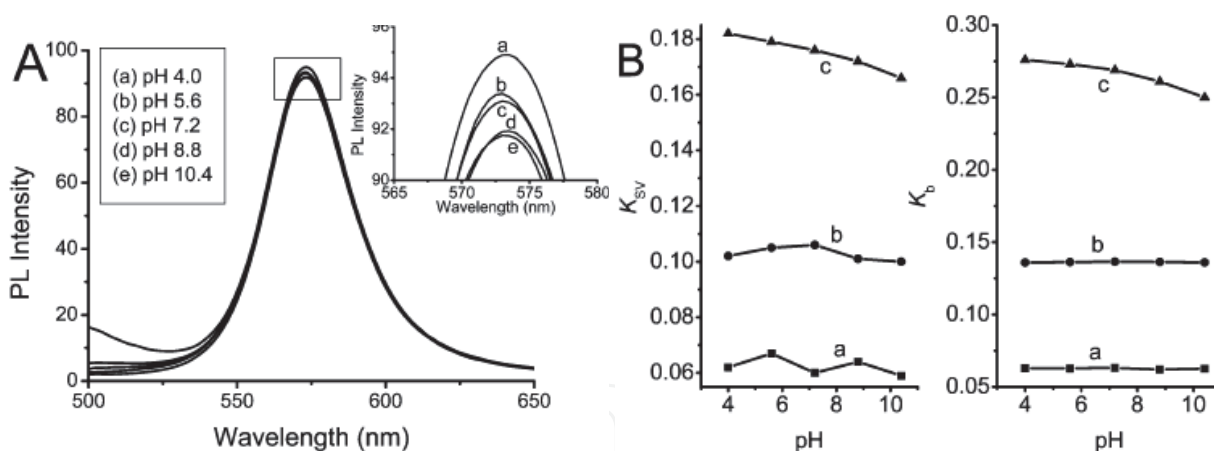 A
PL Intensity
100
80
60
40
20
0
500
550
600
650
Wavelength (nm)
(a) pH 4.0
(b) pH 5.6
(c) pH 7.2
(d) pH 8.8
(e) pH 10.4
PL Intensity
96
94
92
90
565
570
575
580
Wavelength (nm)
a
b
c
d
e
B
K_SV
0.18
0.16
0.14
0.12
0.10
0.08
0.06
4
6
8
10
pH
c
b
a
K_b
0.30
0.25
0.20
0.15
0.10
0.05
4
6
8
10
pH
c
b
a